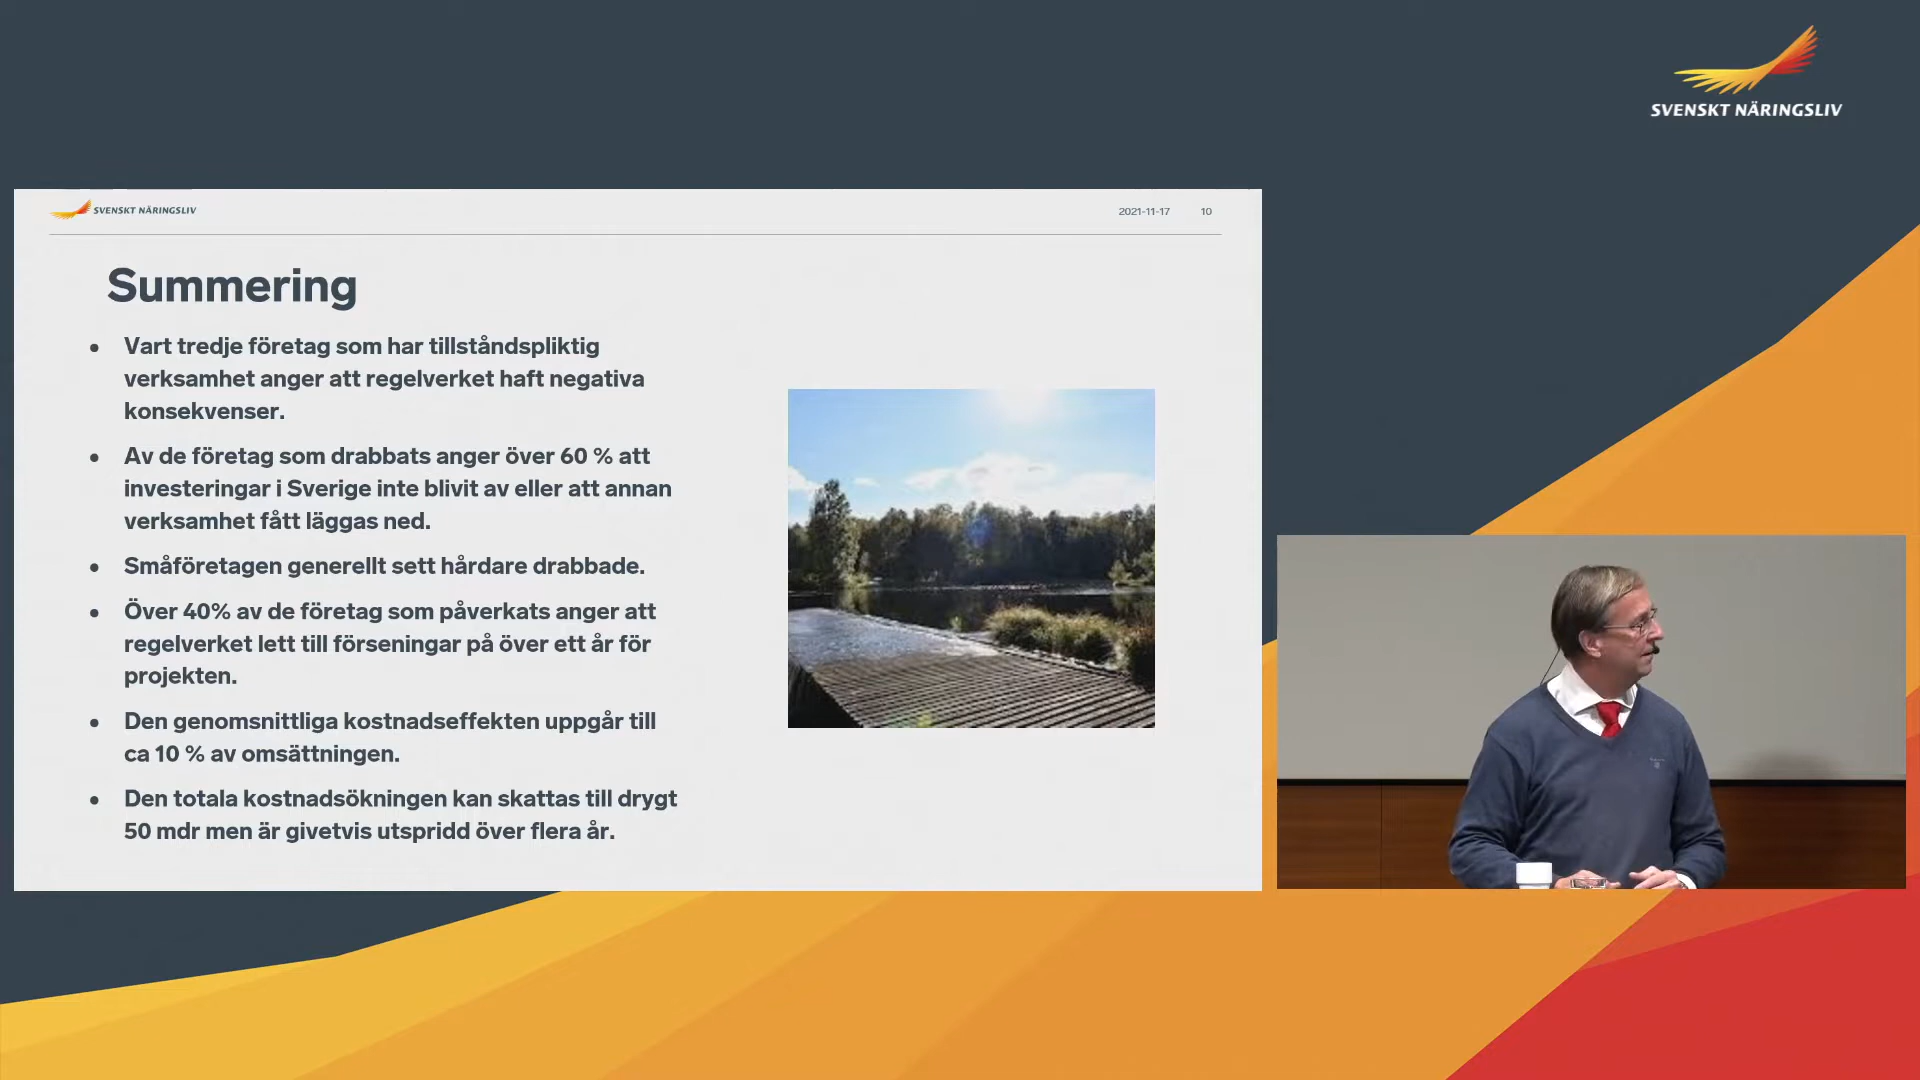 SVENSKT NÄRINGSLIV
SVENSKT NÄRINGSLIV
2021-11-17 10
Summering
• Vart tredje företag som har tillståndspliktig
verksamhet anger att regelverket haft negativa
konsekvenser.
• Av de företag som drabbats anger över 60 % att
investeringar i Sverige inte blivit av eller att annan
verksamhet fått läggas ned.
• Småföretagen generellt sett hårdare drabbade.
• Över 40% av de företag som påverkats anger att
regelverket lett till förseningar på över ett år för
projekten.
• Den genomsnittliga kostnadseffekten uppgår till
ca 10 % av omsättningen.
• Den totala kostnadsökningen kan skattas till drygt
50 mdr men är givetvis utspridd över flera år.